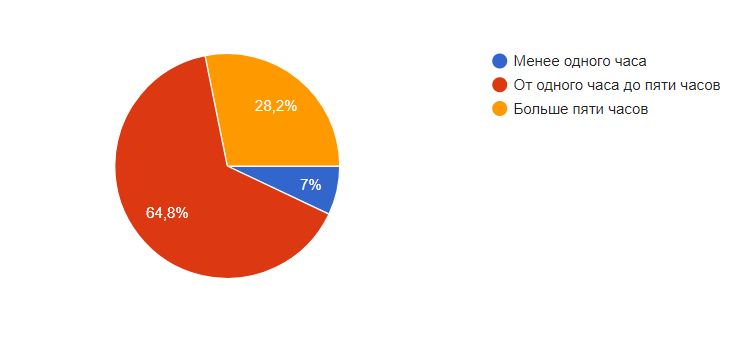 Менее одного часа
От одного часа до пяти часов
Больше пяти часов
28,2%
7%
64,8%